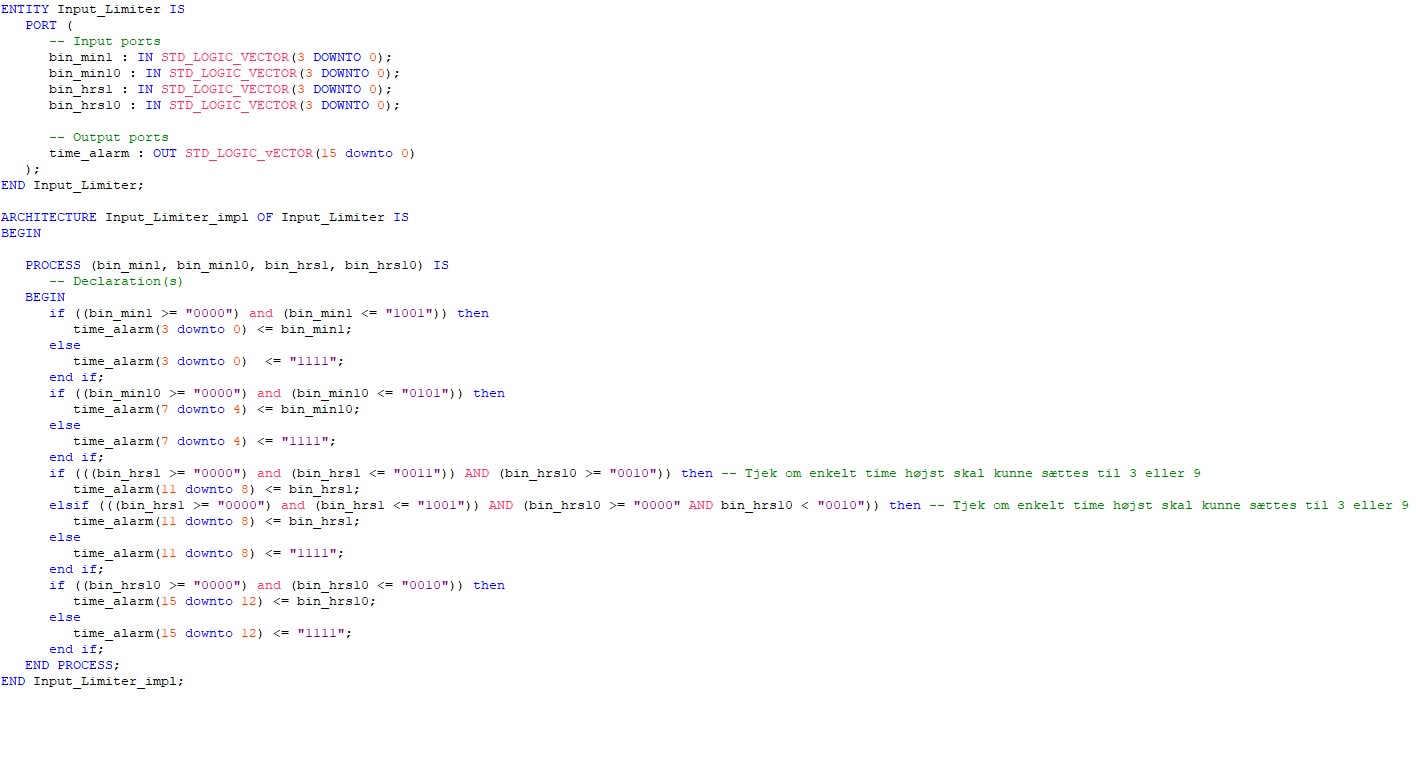 ENTITY Input_Limiter IS
PORT (
-- Input ports
bin_min1 : IN STD_LOGIC_VECTOR(3 DOWNTO 0);
bin_min10 : IN STD_LOGIC_VECTOR(3 DOWNTO 0);
bin_hrs1 : IN STD_LOGIC_VECTOR(3 DOWNTO 0);
bin_hrs10 : IN STD_LOGIC_VECTOR(3 DOWNTO 0);
-- Output ports
time_alarm : OUT STD_LOGIC_vECTOR(15 downto 0)
);
END Input_Limiter;
ARCHITECTURE Input_Limiter_impl OF Input_Limiter IS
BEGIN
PROCESS (bin_min1, bin_min10, bin_hrs1, bin_hrs10) IS
-- Declaration(s)
BEGIN
if ((bin_min1 >= "0000") and (bin_min1 <= "1001")) then
time_alarm(3 downto 0) <= bin_min1;
else
time_alarm(3 downto 0)  <= "1111";
end if;
if ((bin_min10 >= "0000") and (bin_min10 <= "0101")) then
time_alarm(7 downto 4) <= bin_min10;
else
time_alarm(7 downto 4) <= "1111";
end if;
if (((bin_hrs1 >= "0000") and (bin_hrs1 <= "0011")) AND (bin_hrs10 >= "0010")) then -- Tjek om enkelt time højst skal kunne sættes til 3 eller 9
time_alarm(11 downto 8) <= bin_hrs1;
elsif (((bin_hrs1 >= "0000") and (bin_hrs1 <= "1001")) AND (bin_hrs10 >= "0000" AND bin_hrs10 < "0010")) then -- Tjek om enkelt time højst skal kunne sættes til 3 eller 9
time_alarm(11 downto 8) <= bin_hrs1;
else
time_alarm(11 downto 8) <= "1111";
end if;
if ((bin_hrs10 >= "0000") and (bin_hrs10 <= "0010")) then
time_alarm(15 downto 12) <= bin_hrs10;
else
time_alarm(15 downto 12) <= "1111";
end if;
END PROCESS;
END Input_Limiter_impl;